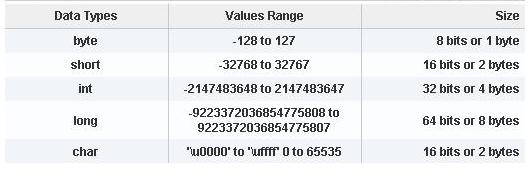 Data Types Values Range Size
byte -128 to 127 8 bits or 1 byte
short -32768 to 32767 16 bits or 2 bytes
int -2147483648 to 2147483647 32 bits or 4 bytes
long -9223372036854775808 to 9223372036854775807 64 bits or 8 bytes
char '\u0000' to '\uffff' 0 to 65535 16 bits or 2 bytes